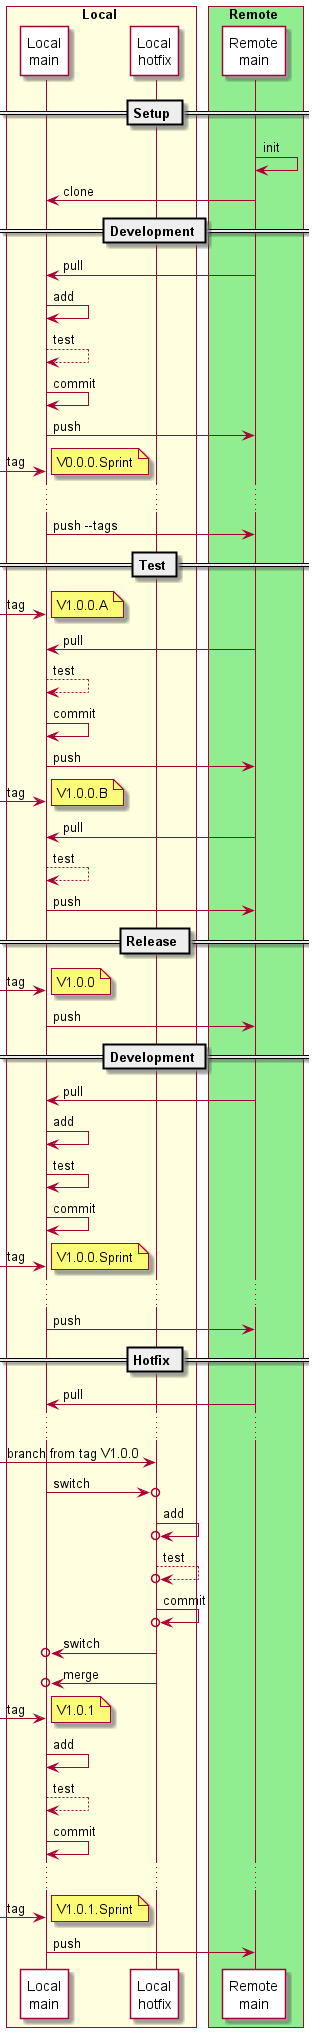 Local
Remote
Local
main
Local
hotfix
Remote
main
Setup
init
clone
Development
pull
add
test
commit
push
tag
V0.0.0.Sprint
push --tags
Test
tag
V1.0.0.A
pull
test
commit
push
tag
V1.0.0.B
pull
test
push
Release
tag
V1.0.0
push
Development
pull
add
test
commit
tag
V1.0.0.Sprint
push
Hotfix
pull
branch from tag V1.0.0
switch
add
test
commit
switch
merge
tag
V1.0.1
add
test
commit
tag
V1.0.1.Sprint
push
Local
main
Local
hotfix
Remote
main